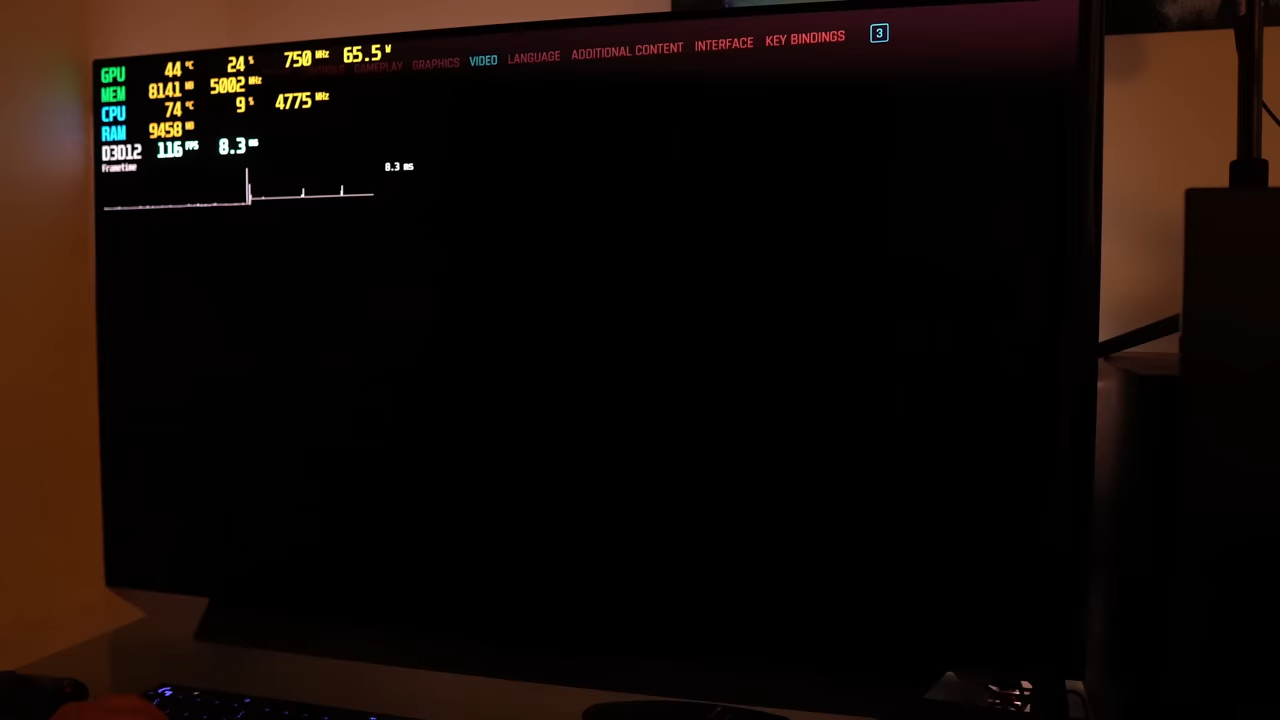 GPU 44 °C 24 % 750 MHz 65.5 W
MEM 8141 MB 5002 MHz
CPU 74 °C 9 % 4775 MHz
RAM 9458 MB
D3D12 116 FPS 8.3 ms
Frametime 8.3 ms
GAMEPLAY GRAPHICS VIDEO LANGUAGE ADDITIONAL CONTENT INTERFACE KEY BINDINGS 3